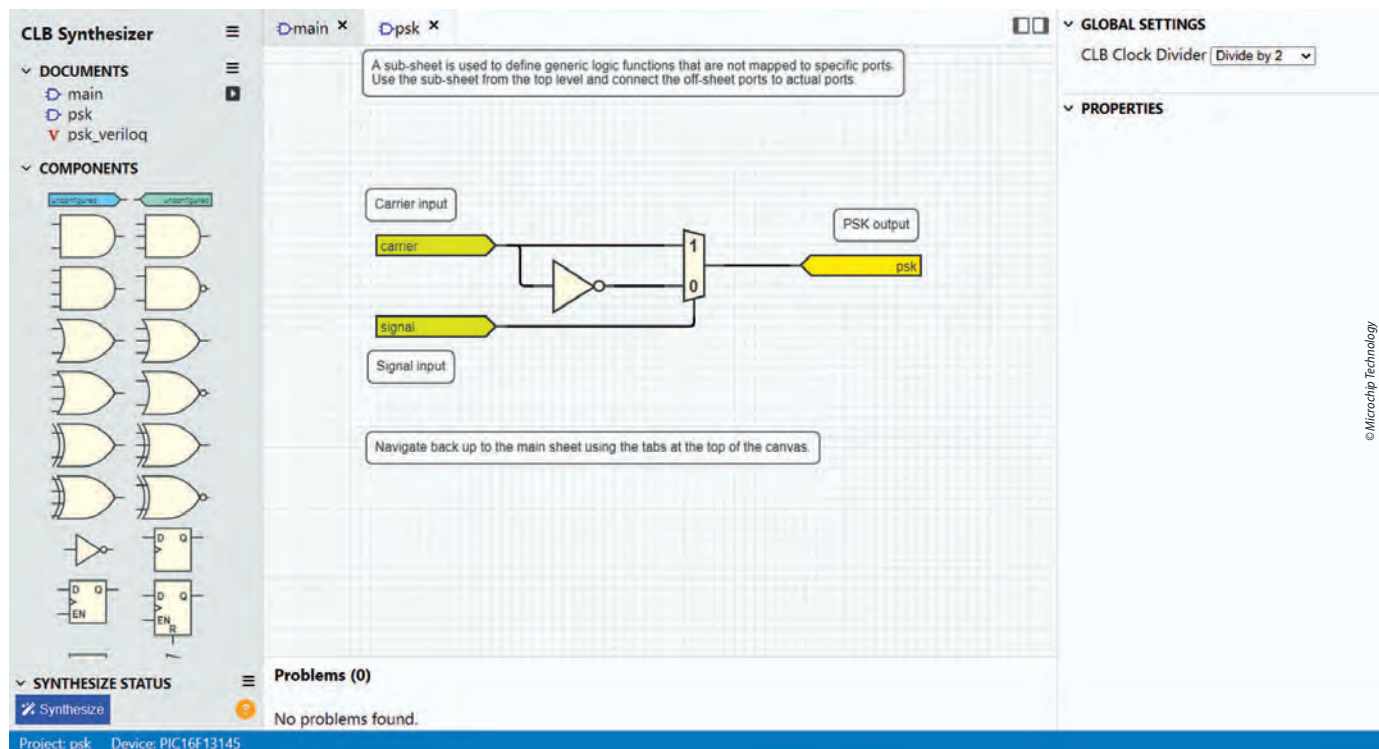 CLB Synthesizer
DOCUMENTS
main
psk
psk_veriloq
COMPONENTS
unconfigured
unconfigured
D Q
D Q
EN
D Q
EN
R
SYNTHESIZE STATUS
Synthesize
?
Project: psk Device: PIC16F13145
main ×
psk ×
A sub-sheet is used to define generic logic functions that are not mapped to specific ports.
Use the sub-sheet from the top level and connect the off-sheet ports to actual ports.
Carrier input
carrier
1
0
PSK output
psk
signal
Signal input
Navigate back up to the main sheet using the tabs at the top of the canvas.
Problems (0)
No problems found.
GLOBAL SETTINGS
CLB Clock Divider Divide by 2
PROPERTIES
©Microchip Technology